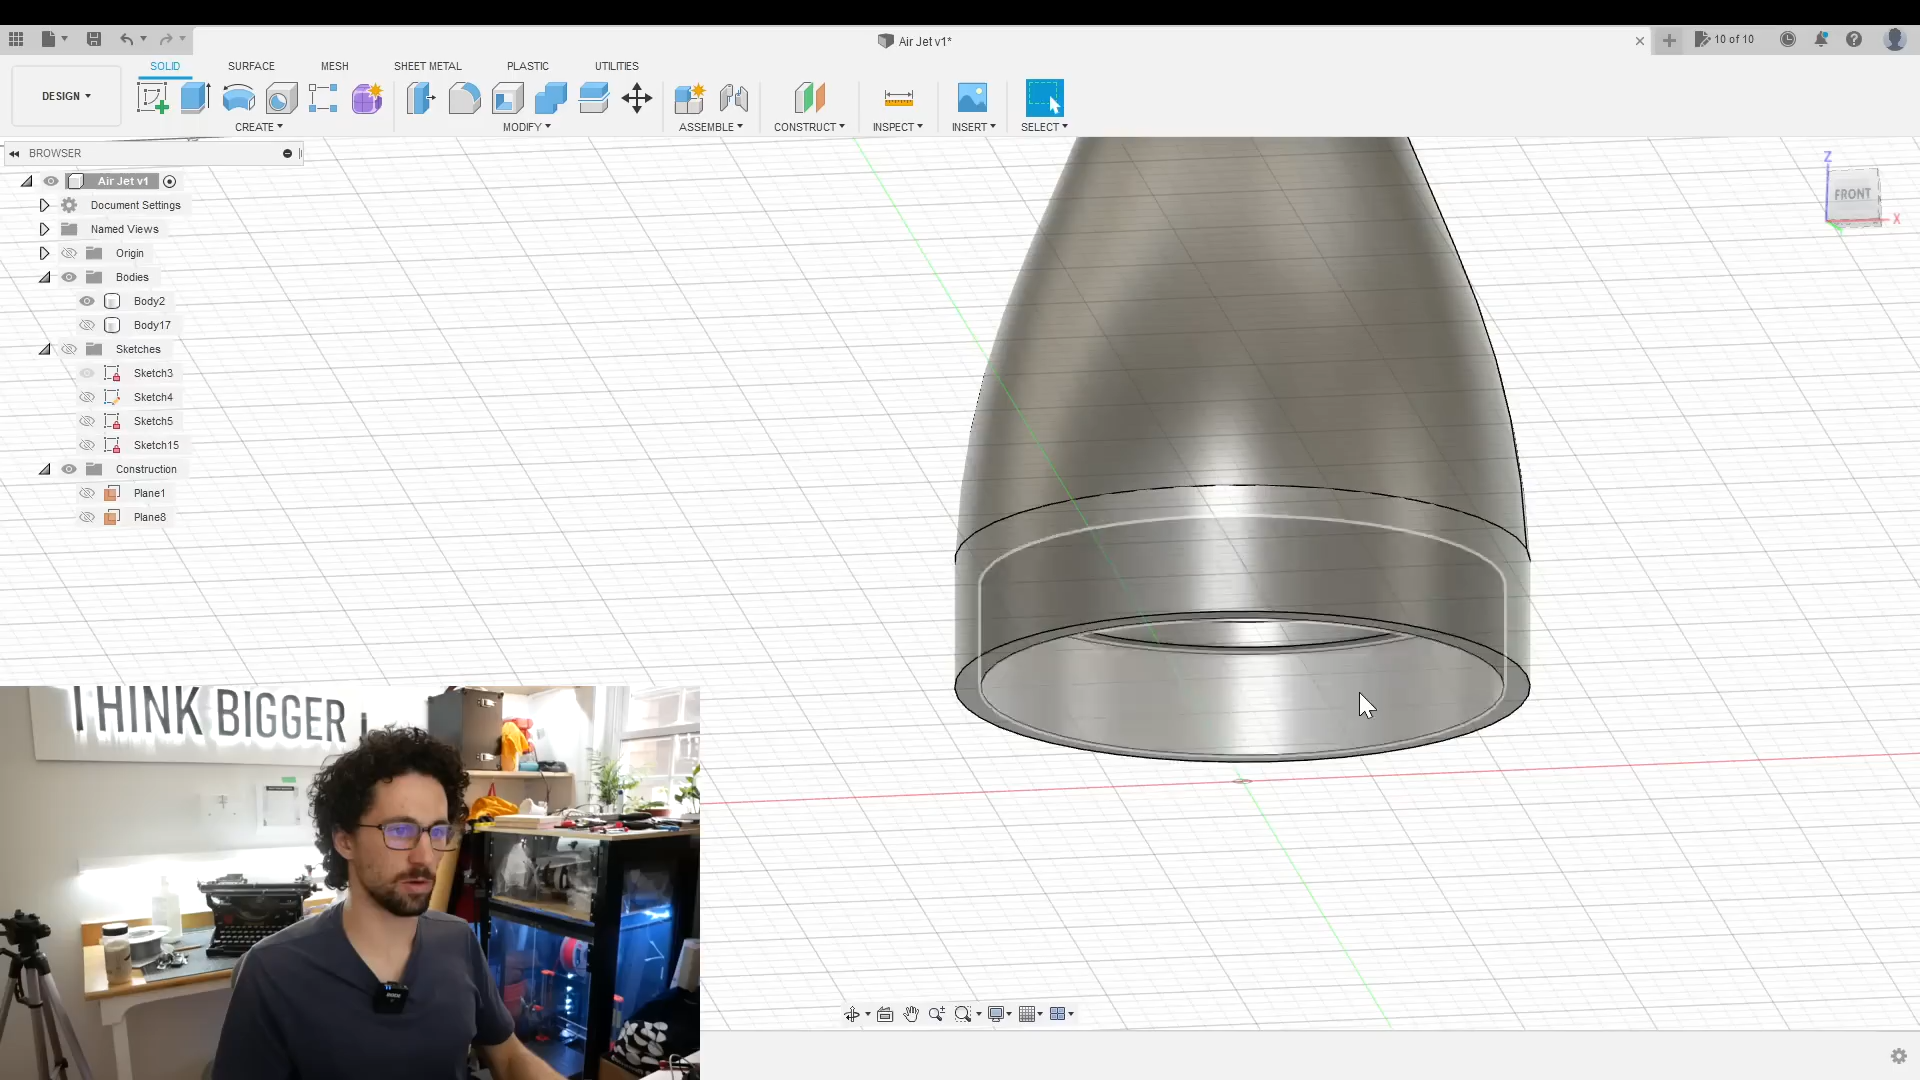 Air Jet v1*
10 of 10
DESIGN
SOLID
SURFACE
MESH
SHEET METAL
PLASTIC
UTILITIES
CREATE
MODIFY
ASSEMBLE
CONSTRUCT
INSPECT
INSERT
SELECT
BROWSER
Air Jet v1
Document Settings
Named Views
Origin
Bodies
Body2
Body17
Sketches
Sketch3
Sketch4
Sketch5
Sketch15
Construction
Plane1
Plane8
Z
FRONT
X
THINK BIGGER